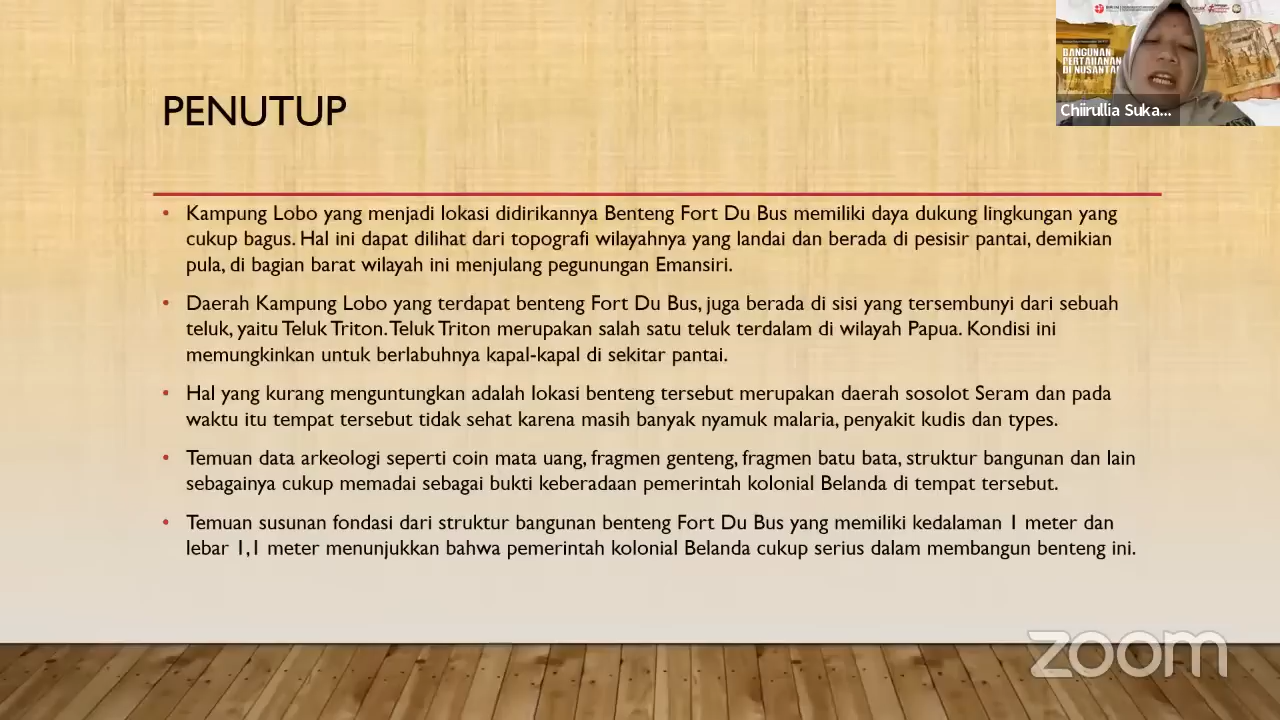 PENUTUP
BANGUNAN
PERTAHANAN
DI NUSANTA
Chiirullia Suka...
• Kampung Lobo yang menjadi lokasi didirikannya Benteng Fort Du Bus memiliki daya dukung lingkungan yang
cukup bagus. Hal ini dapat dilihat dari topografi wilayahnya yang landai dan berada di pesisir pantai, demikian
pula, di bagian barat wilayah ini menjulang pegunungan Emansiri.
• Daerah Kampung Lobo yang terdapat benteng Fort Du Bus, juga berada di sisi yang tersembunyi dari sebuah
teluk, yaitu Teluk Triton. Teluk Triton merupakan salah satu teluk terdalam di wilayah Papua. Kondisi ini
memungkinkan untuk berlabuhnya kapal-kapal di sekitar pantai.
• Hal yang kurang menguntungkan adalah lokasi benteng tersebut merupakan daerah sosolot Seram dan pada
waktu itu tempat tersebut tidak sehat karena masih banyak nyamuk malaria, penyakit kudis dan types.
• Temuan data arkeologi seperti coin mata uang, fragmen genteng, fragmen batu bata, struktur bangunan dan lain
sebagainya cukup memadai sebagai bukti keberadaan pemerintah kolonial Belanda di tempat tersebut.
• Temuan susunan fondasi dari struktur bangunan benteng Fort Du Bus yang memiliki kedalaman 1 meter dan
lebar 1,1 meter menunjukkan bahwa pemerintah kolonial Belanda cukup serius dalam membangun benteng ini.
zoom